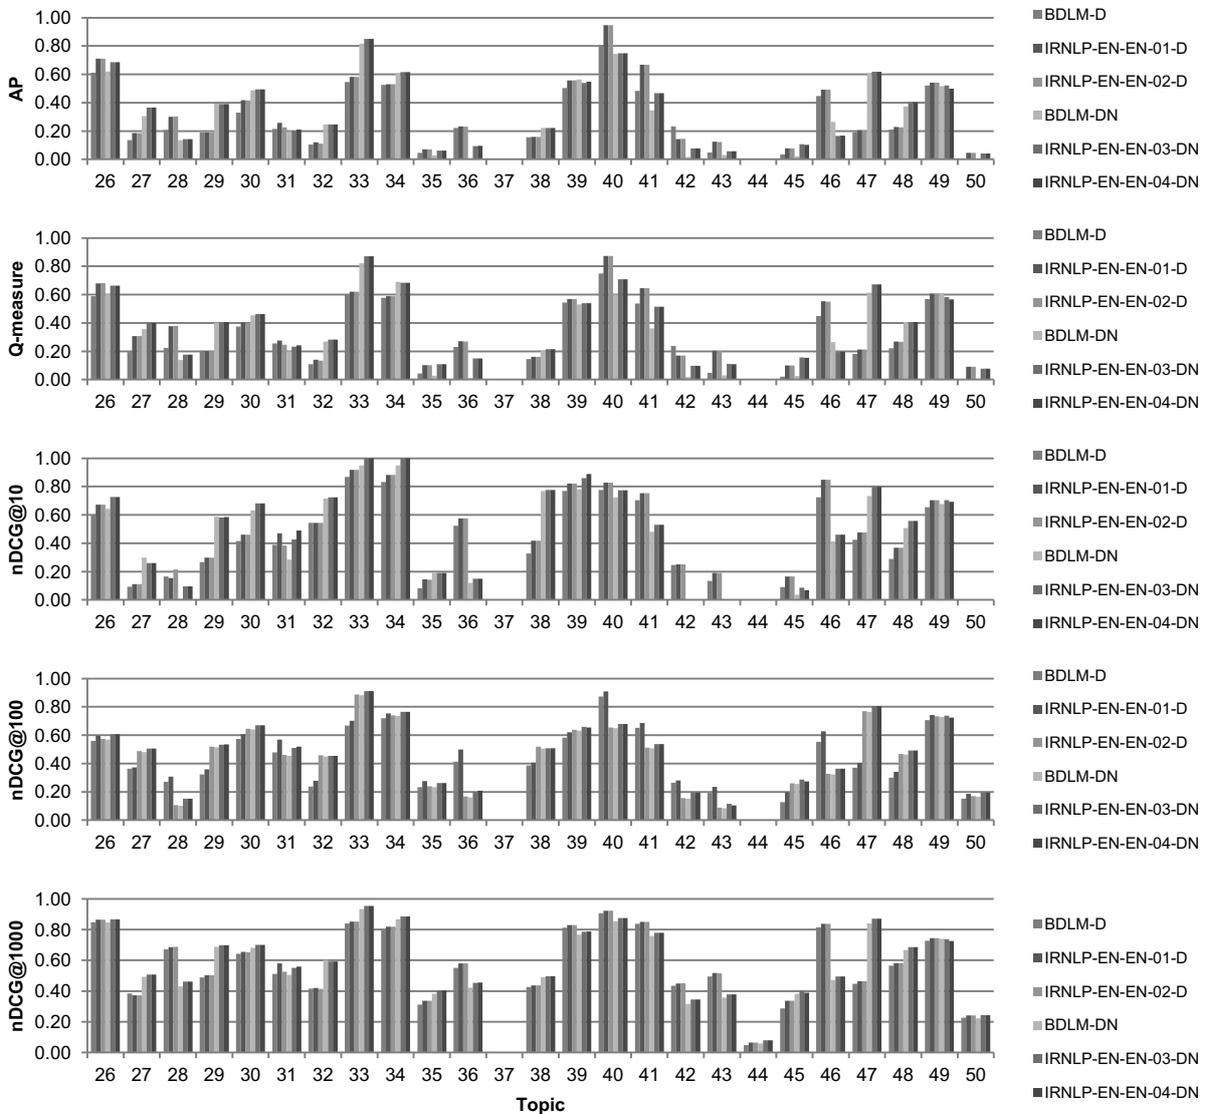 AP
1.00
0.80
0.60
0.40
0.20
0.00
26 27 28 29 30 31 32 33 34 35 36 37 38 39 40 41 42 43 44 45 46 47 48 49 50
BDLM-D
IRNLP-EN-EN-01-D
IRNLP-EN-EN-02-D
BDLM-DN
IRNLP-EN-EN-03-DN
IRNLP-EN-EN-04-DN
Q-measure
1.00
0.80
0.60
0.40
0.20
0.00
26 27 28 29 30 31 32 33 34 35 36 37 38 39 40 41 42 43 44 45 46 47 48 49 50
BDLM-D
IRNLP-EN-EN-01-D
IRNLP-EN-EN-02-D
BDLM-DN
IRNLP-EN-EN-03-DN
IRNLP-EN-EN-04-DN
nDCG@10
1.00
0.80
0.60
0.40
0.20
0.00
26 27 28 29 30 31 32 33 34 35 36 37 38 39 40 41 42 43 44 45 46 47 48 49 50
BDLM-D
IRNLP-EN-EN-01-D
IRNLP-EN-EN-02-D
BDLM-DN
IRNLP-EN-EN-03-DN
IRNLP-EN-EN-04-DN
nDCG@100
1.00
0.80
0.60
0.40
0.20
0.00
26 27 28 29 30 31 32 33 34 35 36 37 38 39 40 41 42 43 44 45 46 47 48 49 50
BDLM-D
IRNLP-EN-EN-01-D
IRNLP-EN-EN-02-D
BDLM-DN
IRNLP-EN-EN-03-DN
IRNLP-EN-EN-04-DN
nDCG@1000
1.00
0.80
0.60
0.40
0.20
0.00
26 27 28 29 30 31 32 33 34 35 36 37 38 39 40 41 42 43 44 45 46 47 48 49 50
Topic
BDLM-D
IRNLP-EN-EN-01-D
IRNLP-EN-EN-02-D
BDLM-DN
IRNLP-EN-EN-03-DN
IRNLP-EN-EN-04-DN